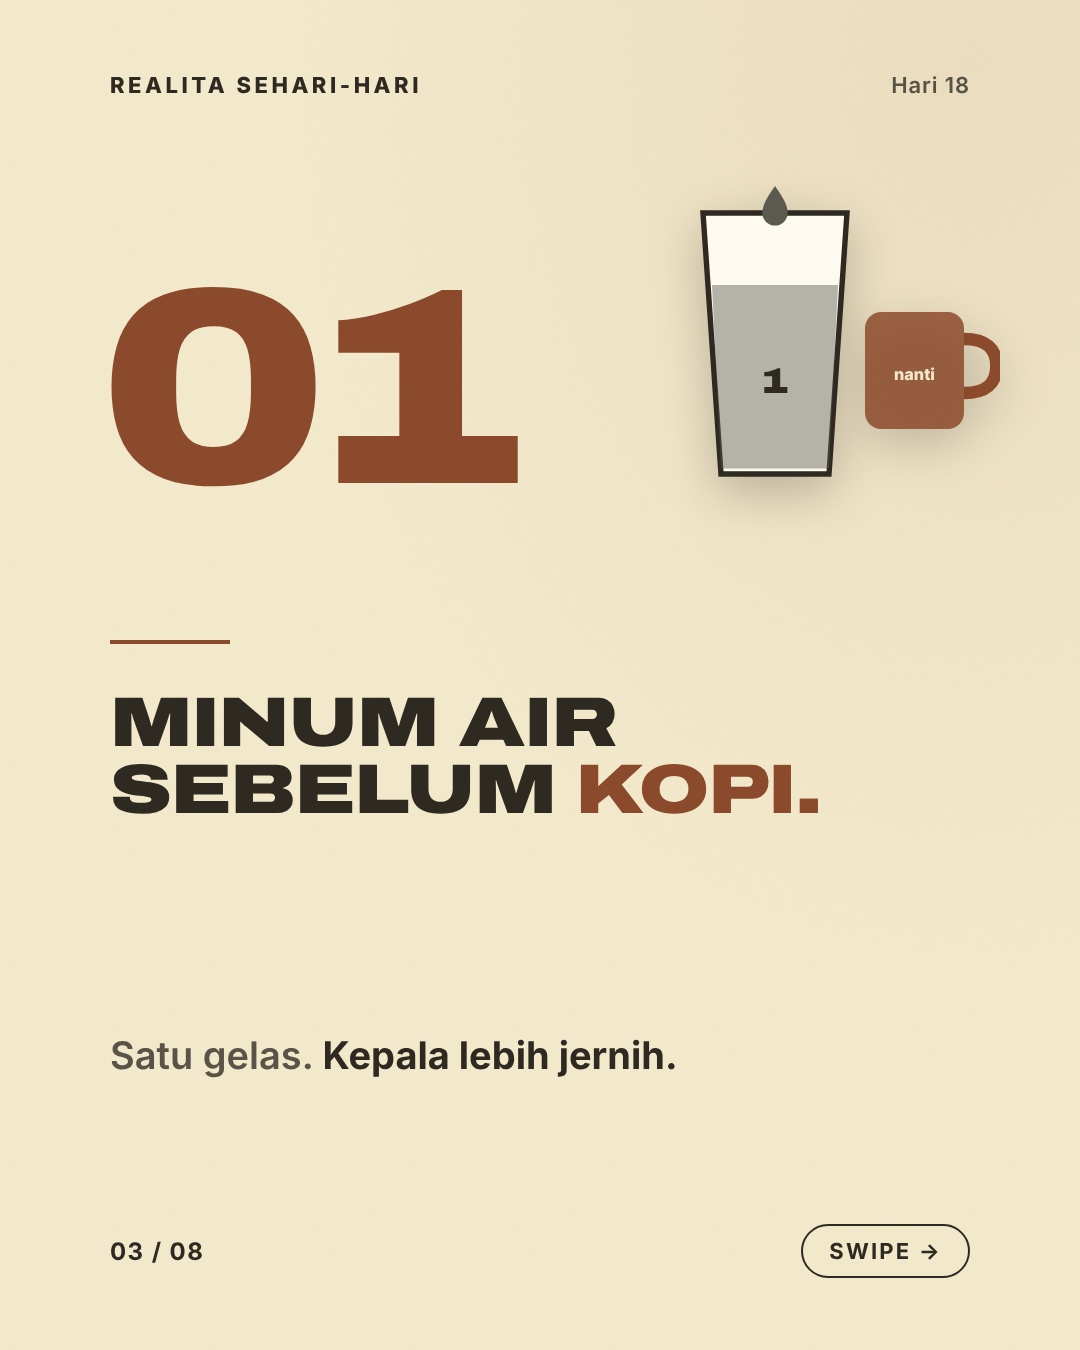 REALITA SEHARI-HARI
Hari 18
01
1
nanti
MINUM AIR
SEBELUM KOPI.
Satu gelas. Kepala lebih jernih.
03 / 08
SWIPE →